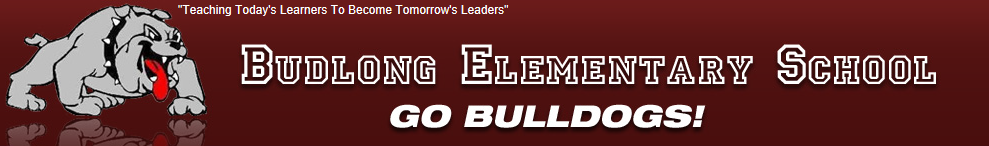 "Teaching Today's Learners To Become Tomorrow's Leaders"
Budlong Elementary School
GO BULLDOGS!